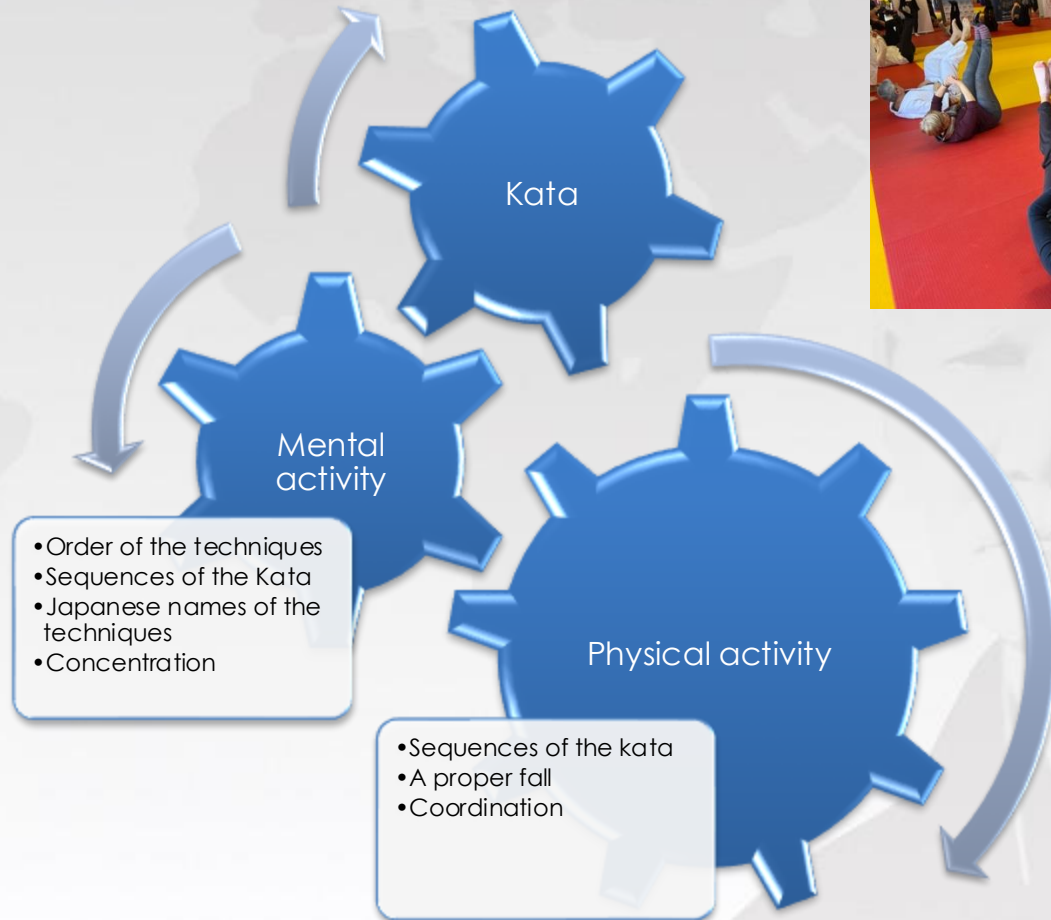 Kata
Mental
activity
•Order of the techniques
•Sequences of the Kata
•Japanese names of the
techniques
•Concentration
Physical activity
•Sequences of the kata
•A proper fall
•Coordination